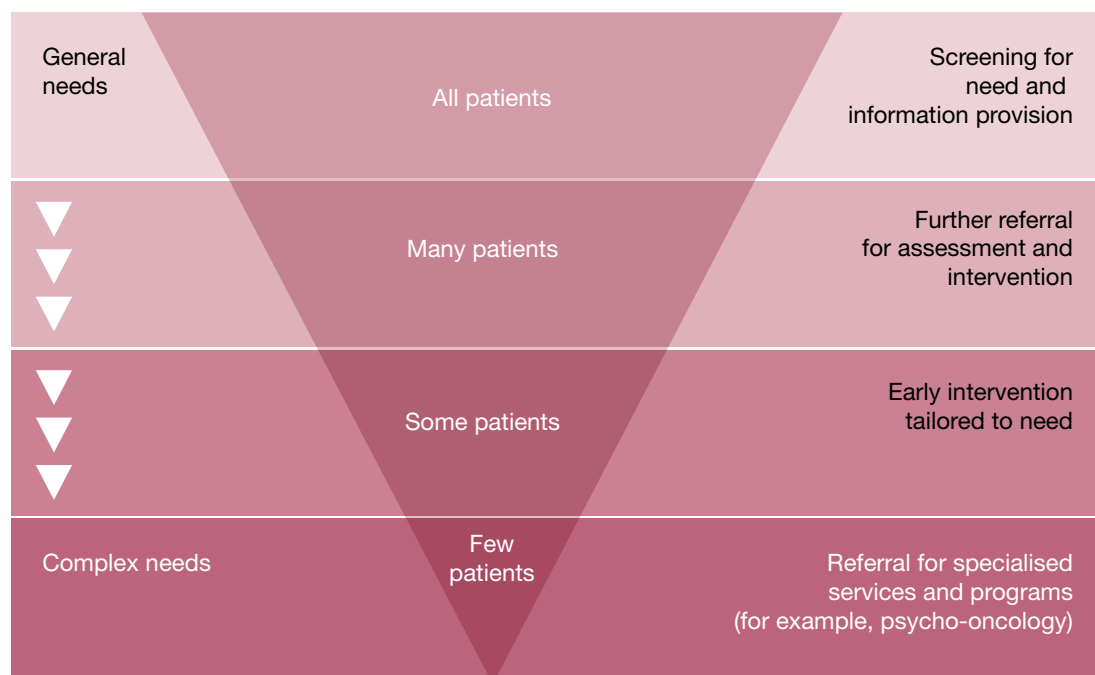 General
needs
All patients
Screening for
need and
information provision
Many patients
Further referral
for assessment and
intervention
Some patients
Early intervention
tailored to need
Complex needs
Few
patients
Referral for specialised
services and programs
(for example, psycho-oncology)